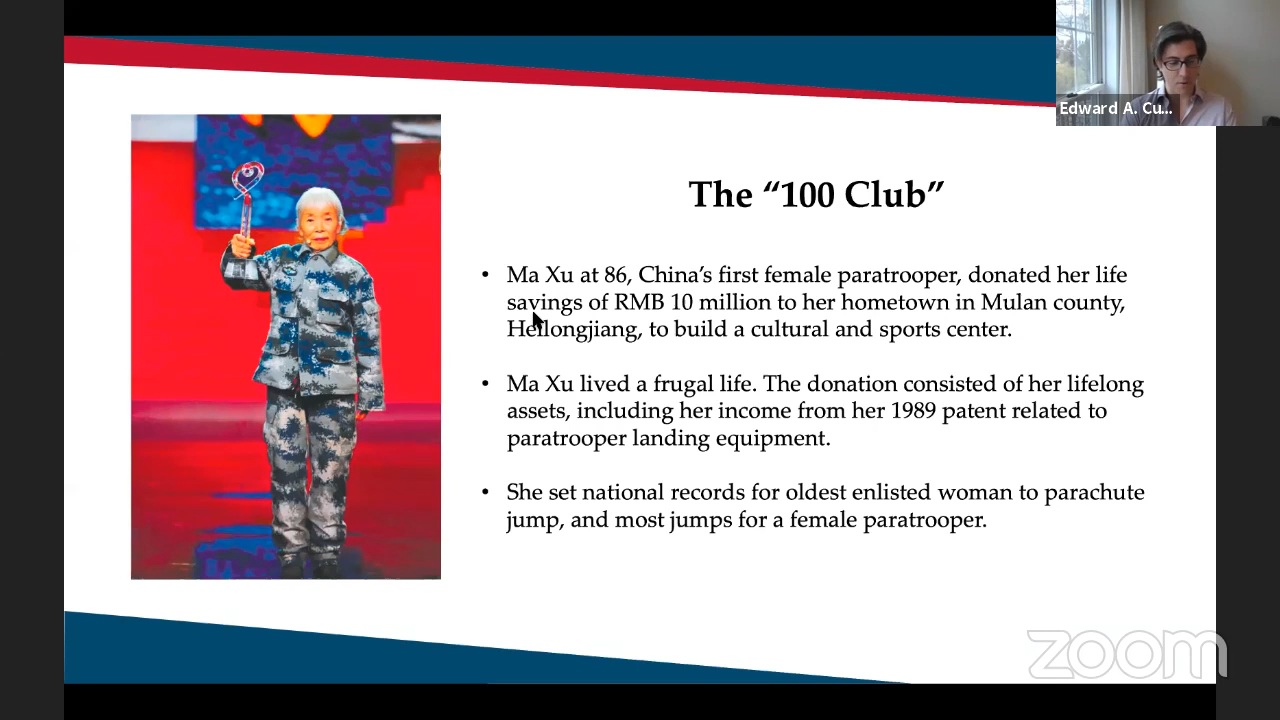 Edward A. Cu...
The “100 Club”
• Ma Xu at 86, China’s first female paratrooper, donated her life
savings of RMB 10 million to her hometown in Mulan county,
Heilongjiang, to build a cultural and sports center.
• Ma Xu lived a frugal life. The donation consisted of her lifelong
assets, including her income from her 1989 patent related to
paratrooper landing equipment.
• She set national records for oldest enlisted woman to parachute
jump, and most jumps for a female paratrooper.
zoom